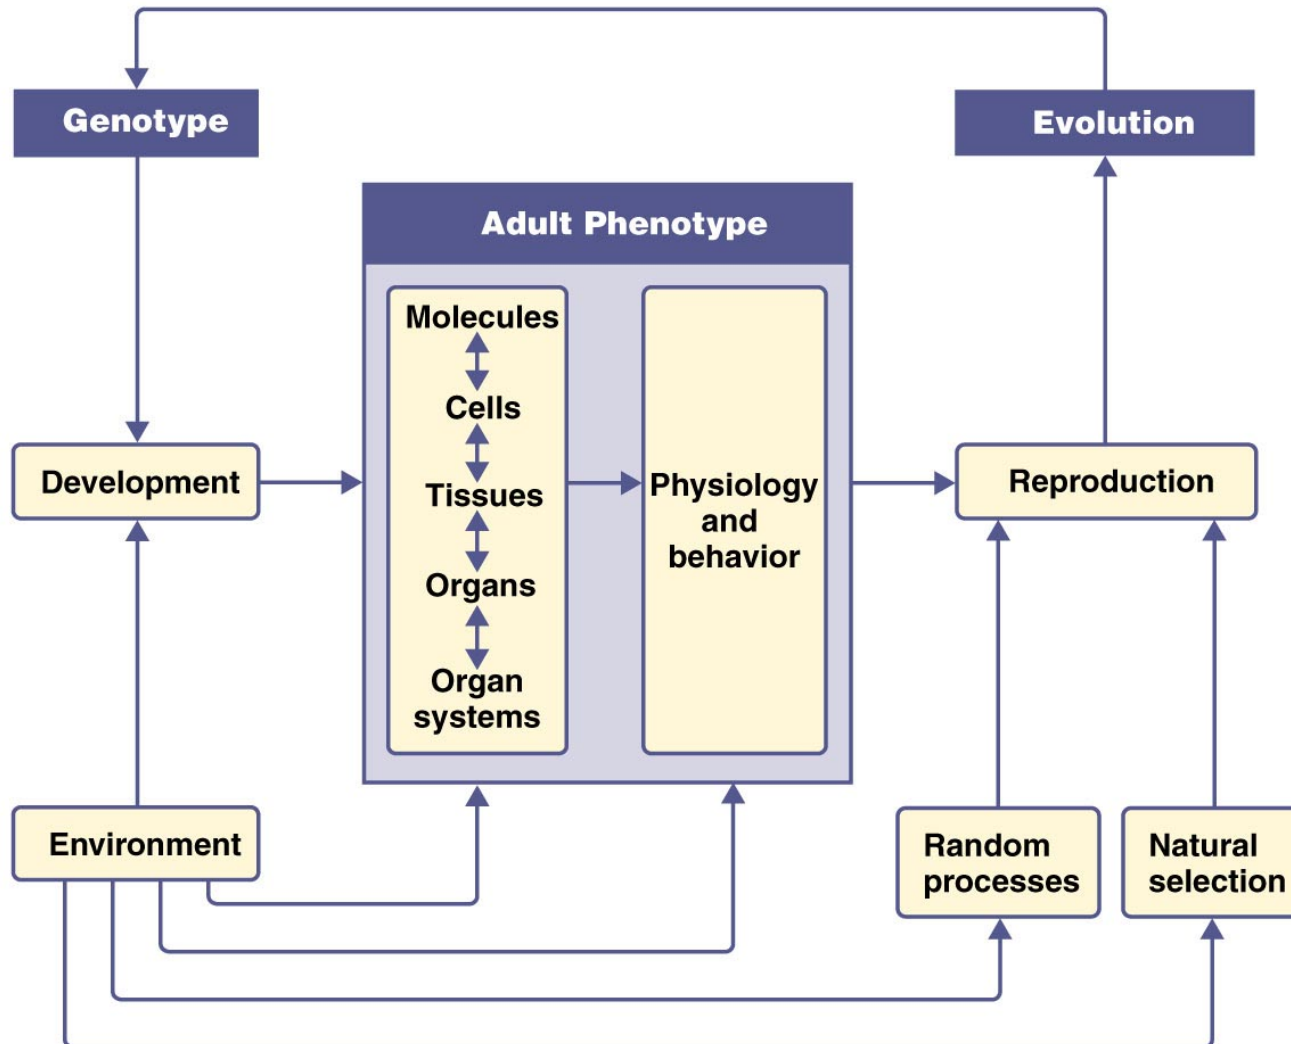 Genotype
Evolution
Adult Phenotype
Molecules
Cells
Tissues
Organs
Organ
systems
Physiology
and
behavior
Development
Reproduction
Environment
Random
processes
Natural
selection